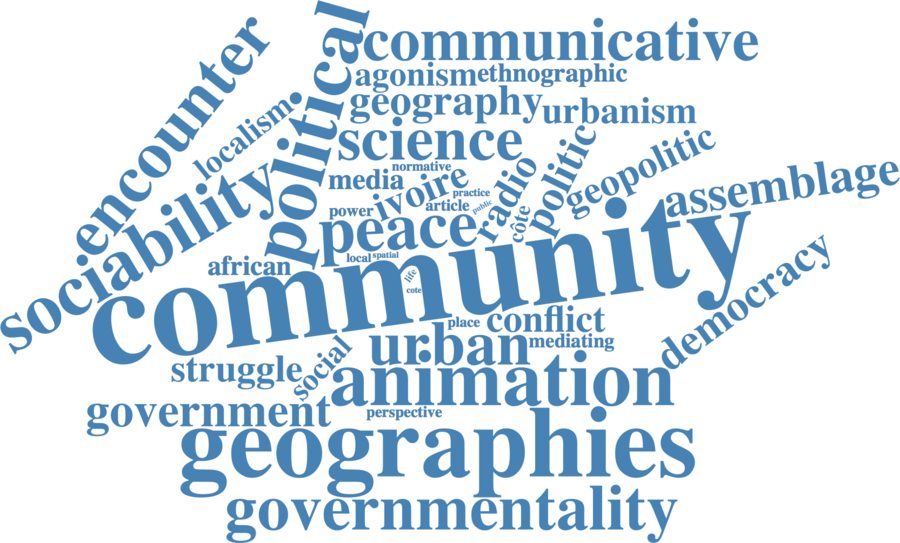 communicative
encounter
political
agonism
ethnographic
geography
urbanism
localism
science
politic
geopolitic
normative
media
ivoire
practice
radio
assemblage
sociability
power
article
public
côte
peace
local
spatial
african
life
community
cote
democracy
place
conflict
urban
mediating
struggle
social
animation
government
perspective
geographies
governmentality